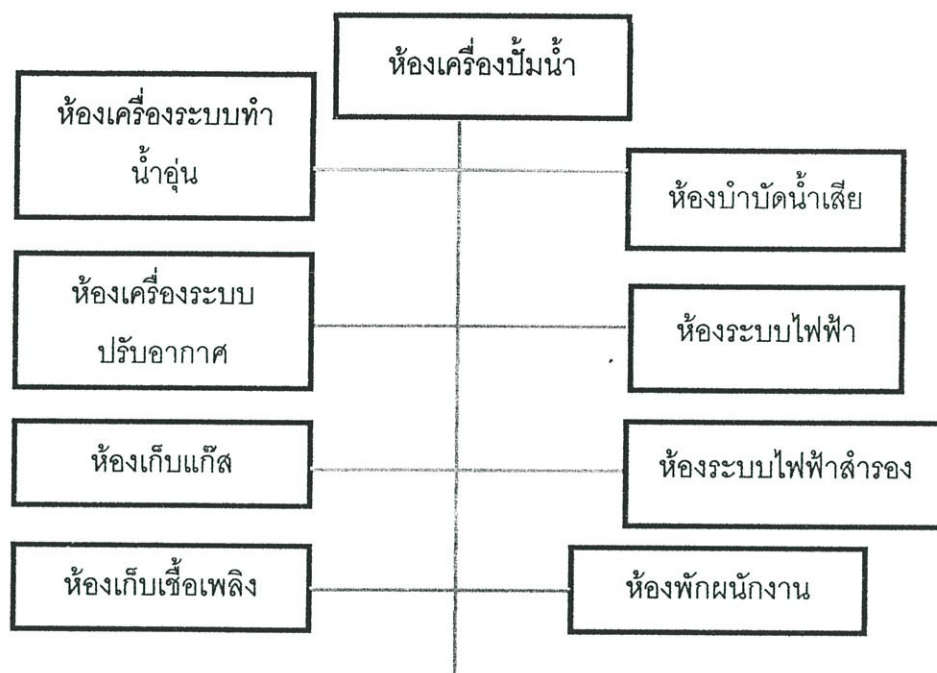 ห้องเครื่องปั้มน้ำ
ห้องเครื่องระบบทำ
น้ำอุ่น
ห้องบำบัดน้ำเสีย
ห้องเครื่องระบบ
ปรับอากาศ
ห้องระบบไฟฟ้า
ห้องเก็บแก๊ส
ห้องระบบไฟฟ้าสำรอง
ห้องเก็บเชื้อเพลิง
ห้องพักผนักงาน